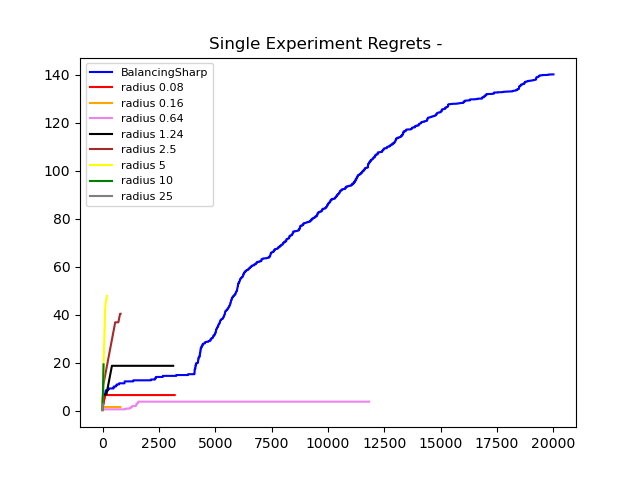 Single Experiment Regrets -
BalancingSharp
radius 0.08
radius 0.16
radius 0.64
radius 1.24
radius 2.5
radius 5
radius 10
radius 25
140
120
100
80
60
40
20
0
0 2500 5000 7500 10000 12500 15000 17500 20000